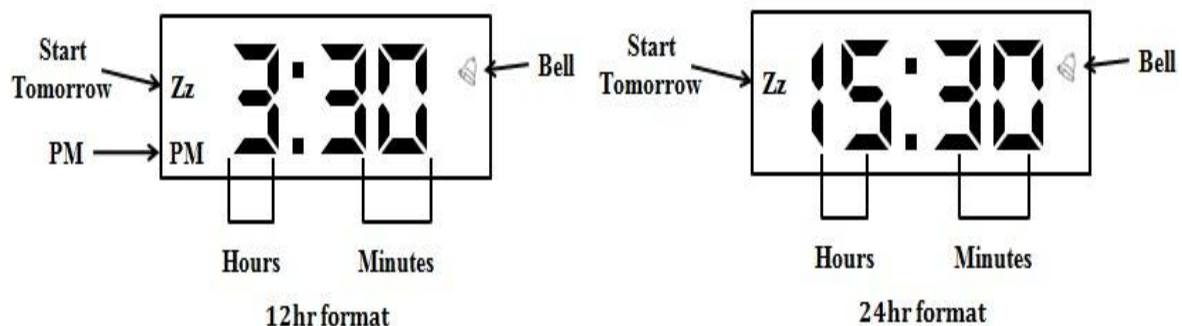 Start
Tomorrow
Zz
3:30
Bell
PM
PM
Hours
Minutes
12hr format
Start
Tomorrow
Zz
15:30
Bell
Hours
Minutes
24hr format